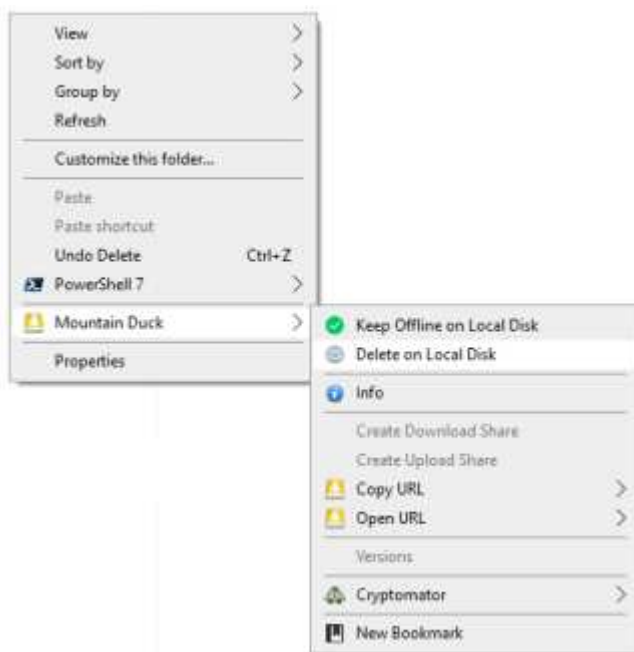 View
Sort by
Group by
Refresh
Customize this folder...
Paste
Paste shortcut
Undo Delete Ctrl+Z
PowerShell 7
Mountain Duck
Properties
Keep Offline on Local Disk
Delete on Local Disk
Info
Create Download Share
Create Upload Share
Copy URL
Open URL
Versions
Cryptomator
New Bookmark